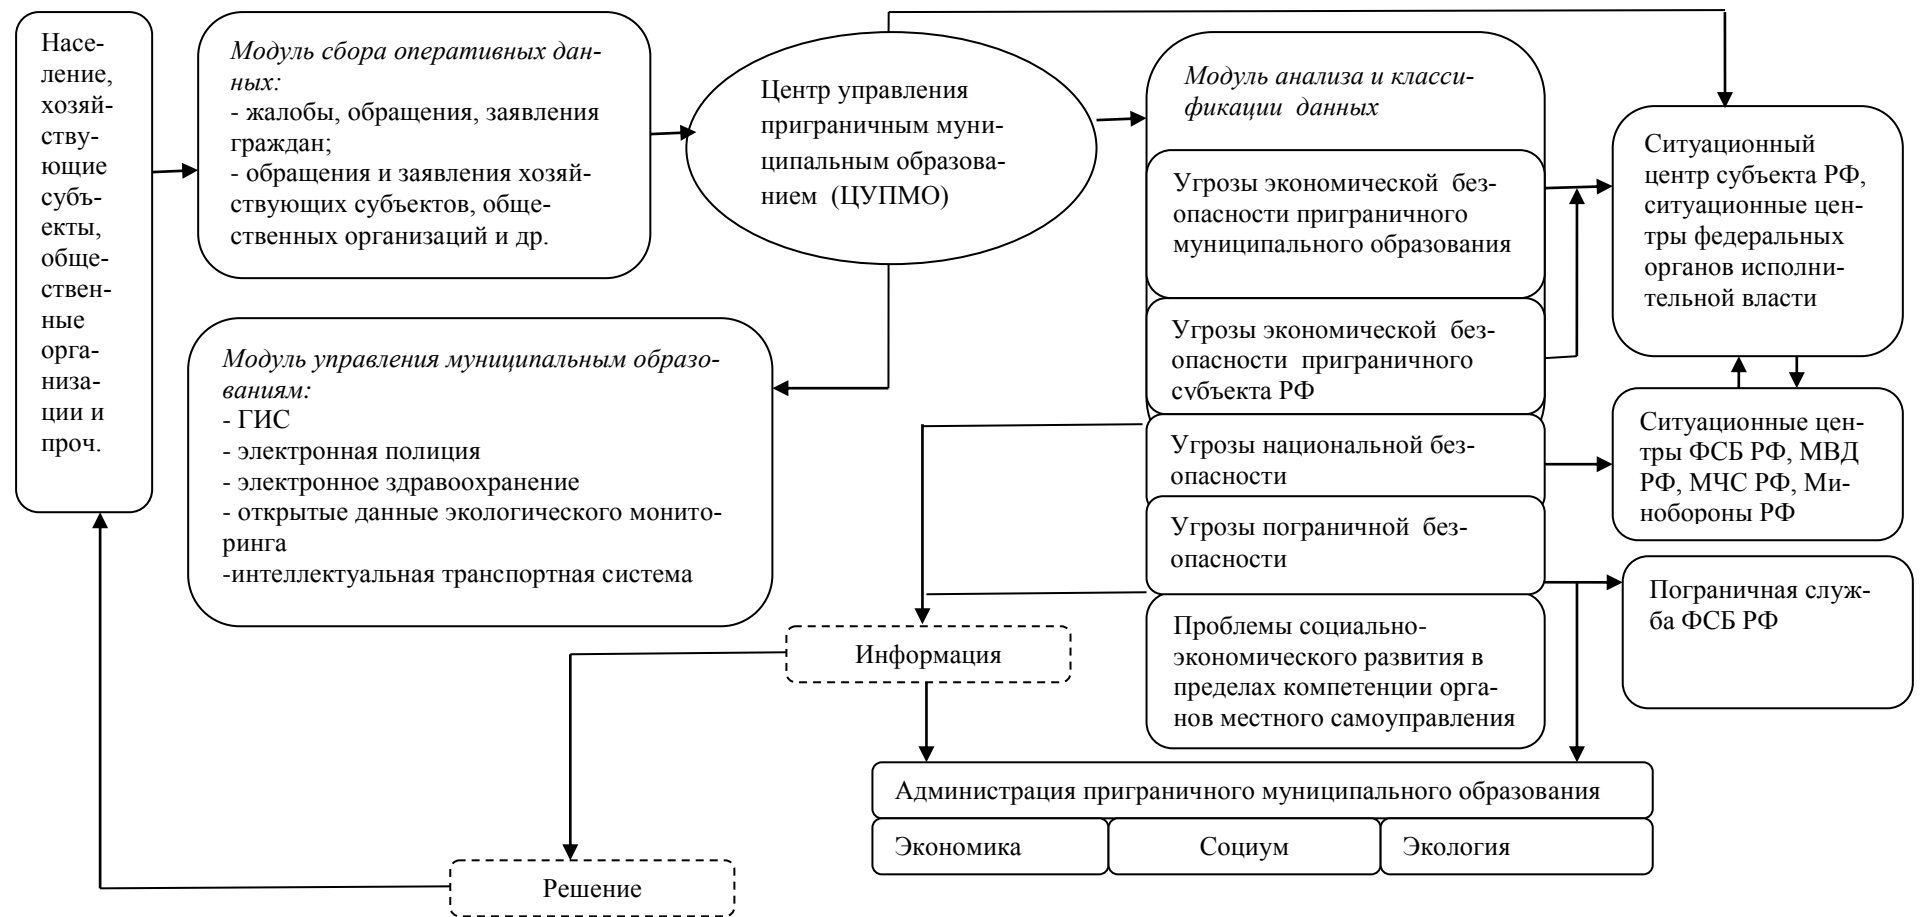 Насе-
ление,
хозяй-
ству-
ющие
субъ-
екты,
обще-
ствен-
ные
орга-
низа-
ции и
проч.
Модуль сбора оперативных дан-
ных:
- жалобы, обращения, заявления
граждан;
- обращения и заявления хозяй-
ствующих субъектов, обще-
ственных организаций и др.
Центр управления
приграничным муни-
ципальным образова-
нием (ЦУПМО)
Модуль анализа и класси-
фикации данных
Угрозы экономической без-
опасности приграничного
муниципального образования
Угрозы экономической без-
опасности приграничного
субъекта РФ
Угрозы национальной без-
опасности
Угрозы пограничной без-
опасности
Проблемы социально-
экономического развития в
пределах компетенции орга-
нов местного самоуправления
Ситуационный
центр субъекта РФ,
ситуационные цен-
тры федеральных
органов исполни-
тельной власти
Ситуационные цен-
тры ФСБ РФ, МВД
РФ, МЧС РФ, Ми-
нобороны РФ
Пограничная служ-
ба ФСБ РФ
Модуль управления муниципальным образо-
ваниям:
- ГИС
- электронная полиция
- электронное здравоохранение
- открытые данные экологического монито-
ринга
-интеллектуальная транспортная система
Информация
Администрация приграничного муниципального образования
Экономика
Социум
Экология
Решение